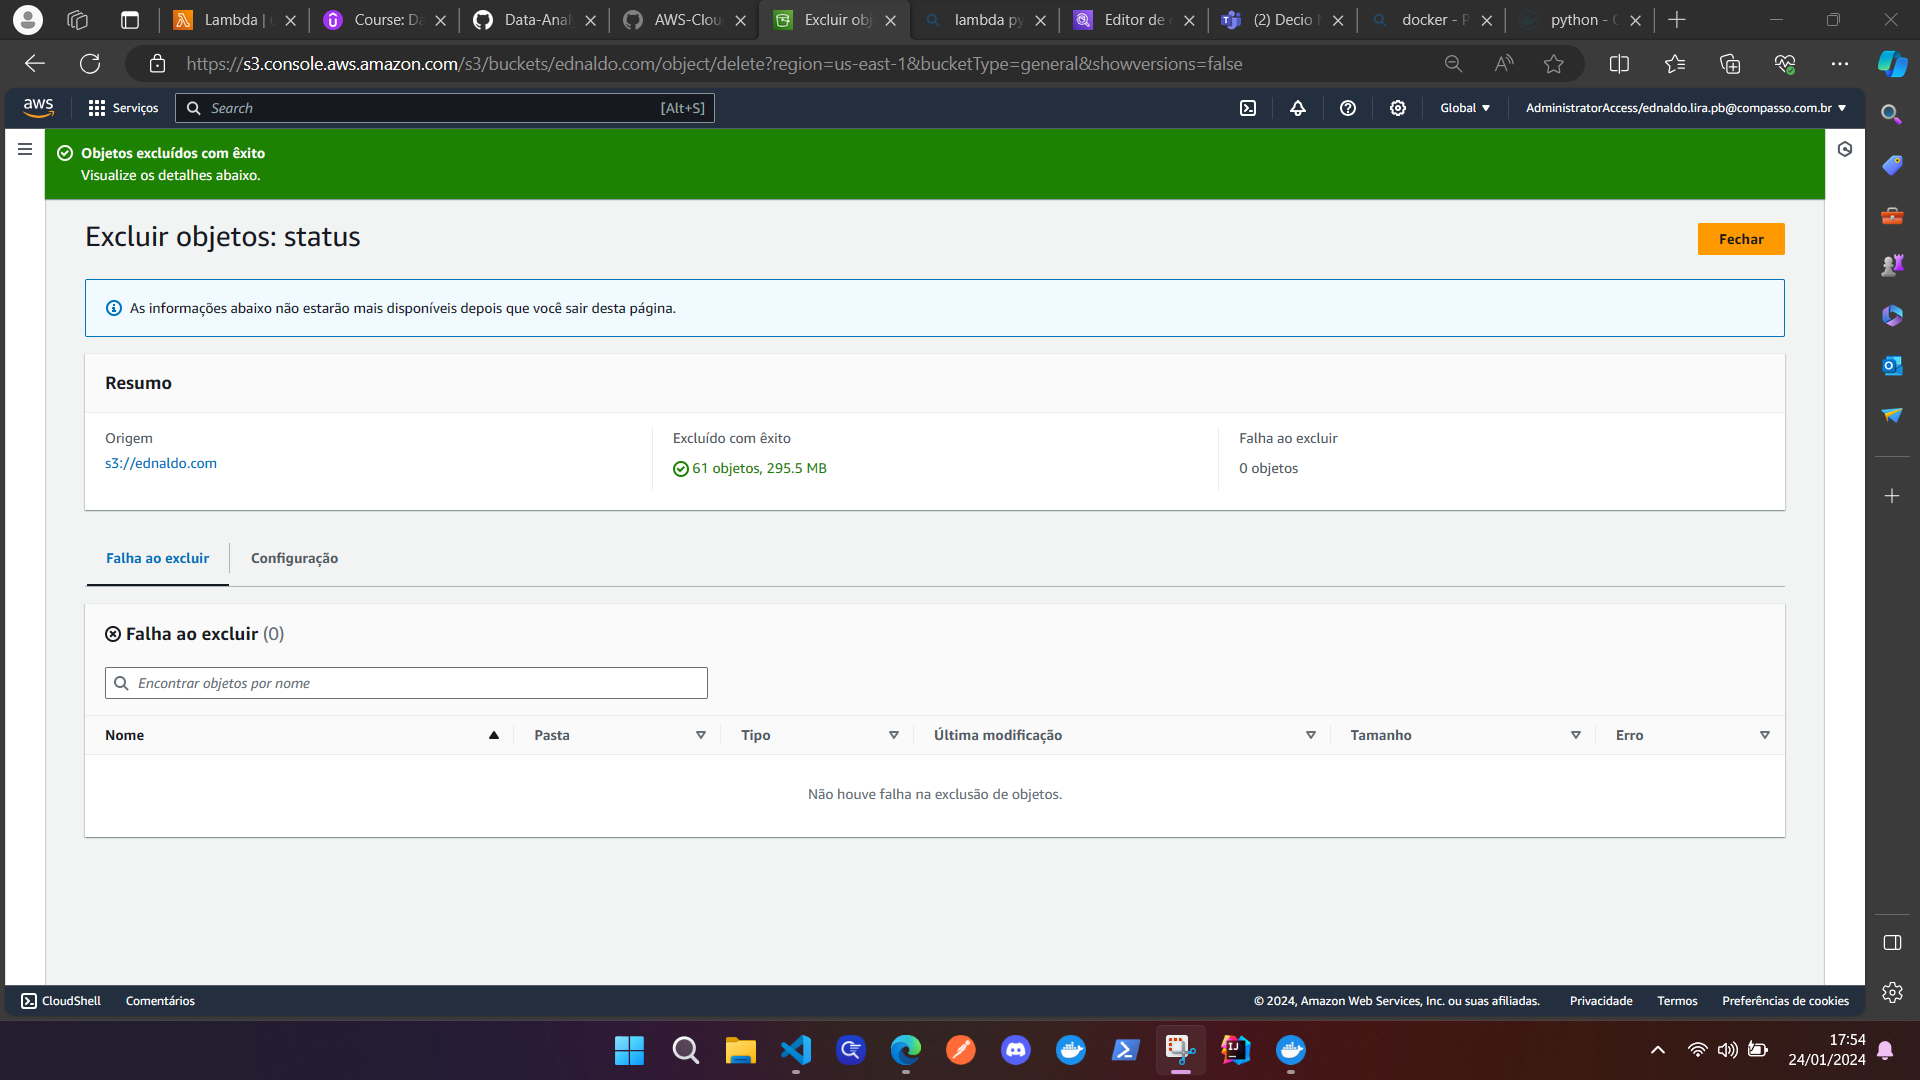 Lambda | u
Course: Da
Data-Anal
AWS-Clou
Excluir obj
lambda py
Editor de c
(2) Decio
docker - P
python - C
https://s3.console.aws.amazon.com/s3/buckets/ednaldo.com/object/delete?region=us-east-1&bucketType=general&showversions=false
aws
Serviços
Search
[Alt+S]
Global
AdministratorAccess/ednaldo.lira.pb@compasso.com.br
Objetos excluídos com êxito
Visualize os detalhes abaixo.
Excluir objetos: status
Fechar
As informações abaixo não estarão mais disponíveis depois que você sair desta página.
Resumo
Origem
s3://ednaldo.com
Excluído com êxito
61 objetos, 295.5 MB
Falha ao excluir
0 objetos
Falha ao excluir
Configuração
Falha ao excluir (0)
Encontrar objetos por nome
Nome
Pasta
Tipo
Última modificação
Tamanho
Erro
Não houve falha na exclusão de objetos.
CloudShell
Comentários
© 2024, Amazon Web Services, Inc. ou suas afiliadas.
Privacidade
Termos
Preferências de cookies
17:54
24/01/2024